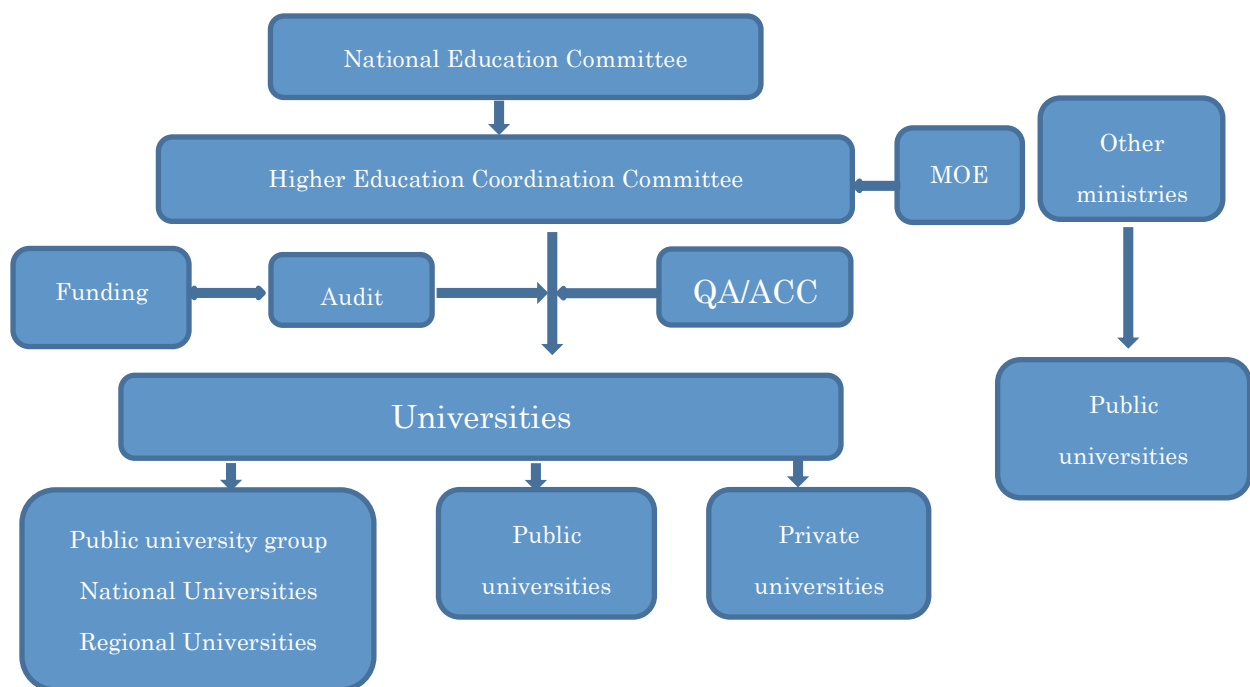 National Education Committee
Higher Education Coordination Committee
MOE
Other
ministries
Funding
Audit
QA/ACC
Universities
Public
universities
Public university group
National Universities
Regional Universities
Public
universities
Private
universities